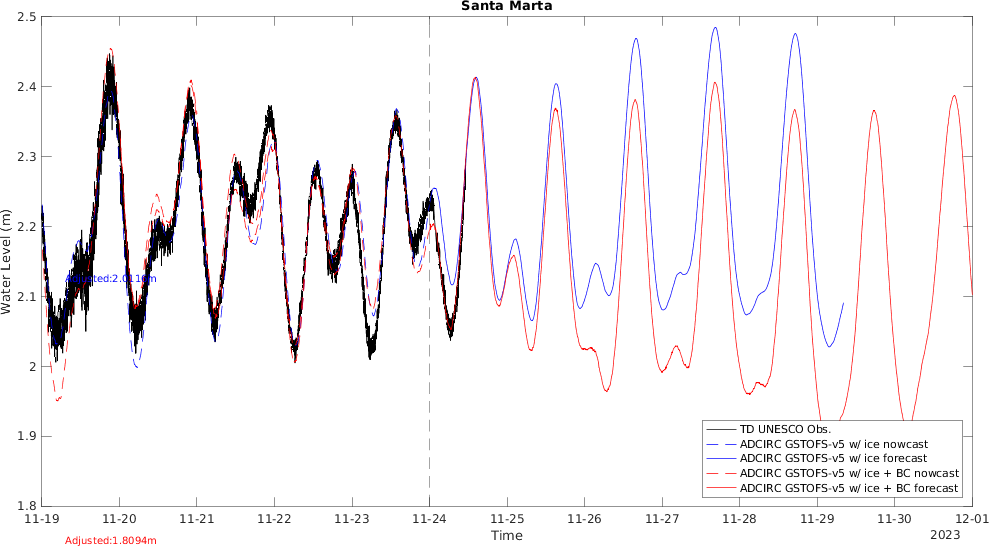 Santa Marta
2.5
2.4
2.3
2.2
2.1
2
1.9
1.8
Water Level (m)
Adjusted:2.0116m
TD UNESCO Obs.
ADCIRC GSTOFS-v5 w/ ice nowcast
ADCIRC GSTOFS-v5 w/ ice forecast
ADCIRC GSTOFS-v5 w/ ice + BC nowcast
ADCIRC GSTOFS-v5 w/ ice + BC forecast
11-19 11-20 11-21 11-22 11-23 11-24 11-25 11-26 11-27 11-28 11-29 11-30 12-01
Time
2023
Adjusted:1.8094m